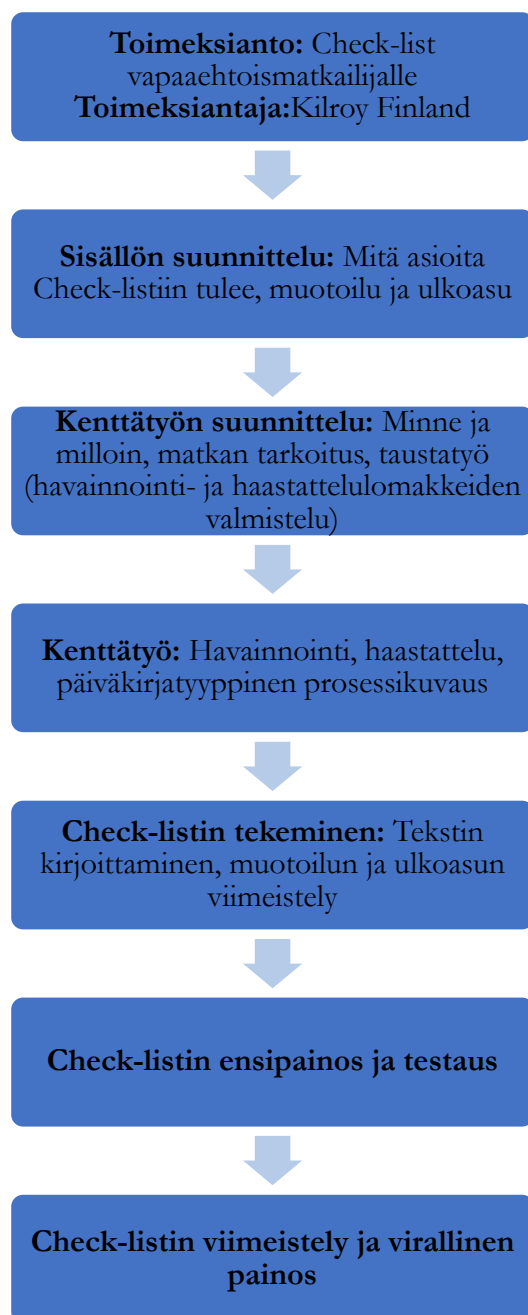 Toimeksianto: Check-list
vapaaehtoismatkailijalle
Toimeksiantaja:Kilroy Finland
Sisällön suunnittelu: Mitä asioita
Check-listiin tulee, muotoilu ja ulkoasu
Kenttätyön suunnittelu: Minne ja
milloin, matkan tarkoitus, taustatyö
(havainnointi- ja haastattelulomakkeiden
valmistelu)
Kenttätyö: Havainnointi, haastattelu,
päiväkirjatyyppinen prosessikuvaus
Check-listin tekeminen: Tekstin
kirjoittaminen, muotoilun ja ulkoasun
viimeistely
Check-listin ensipainos ja testaus
Check-listin viimeistely ja virallinen
painos